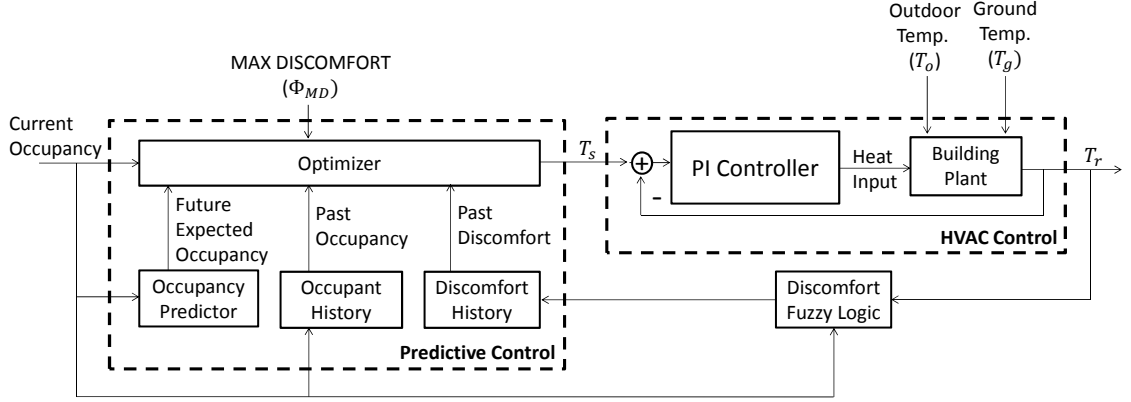 Outdoor
Temp.
(T_o)
Ground
Temp.
(T_g)
MAX DISCOMFORT
(Φ_MD)
Current
Occupancy
Optimizer
T_s
+
-
PI Controller
Heat
Input
Building
Plant
T_r
HVAC Control
Future
Expected
Occupancy
Past
Occupancy
Past
Discomfort
Occupancy
Predictor
Occupant
History
Discomfort
History
Discomfort
Fuzzy Logic
Predictive Control